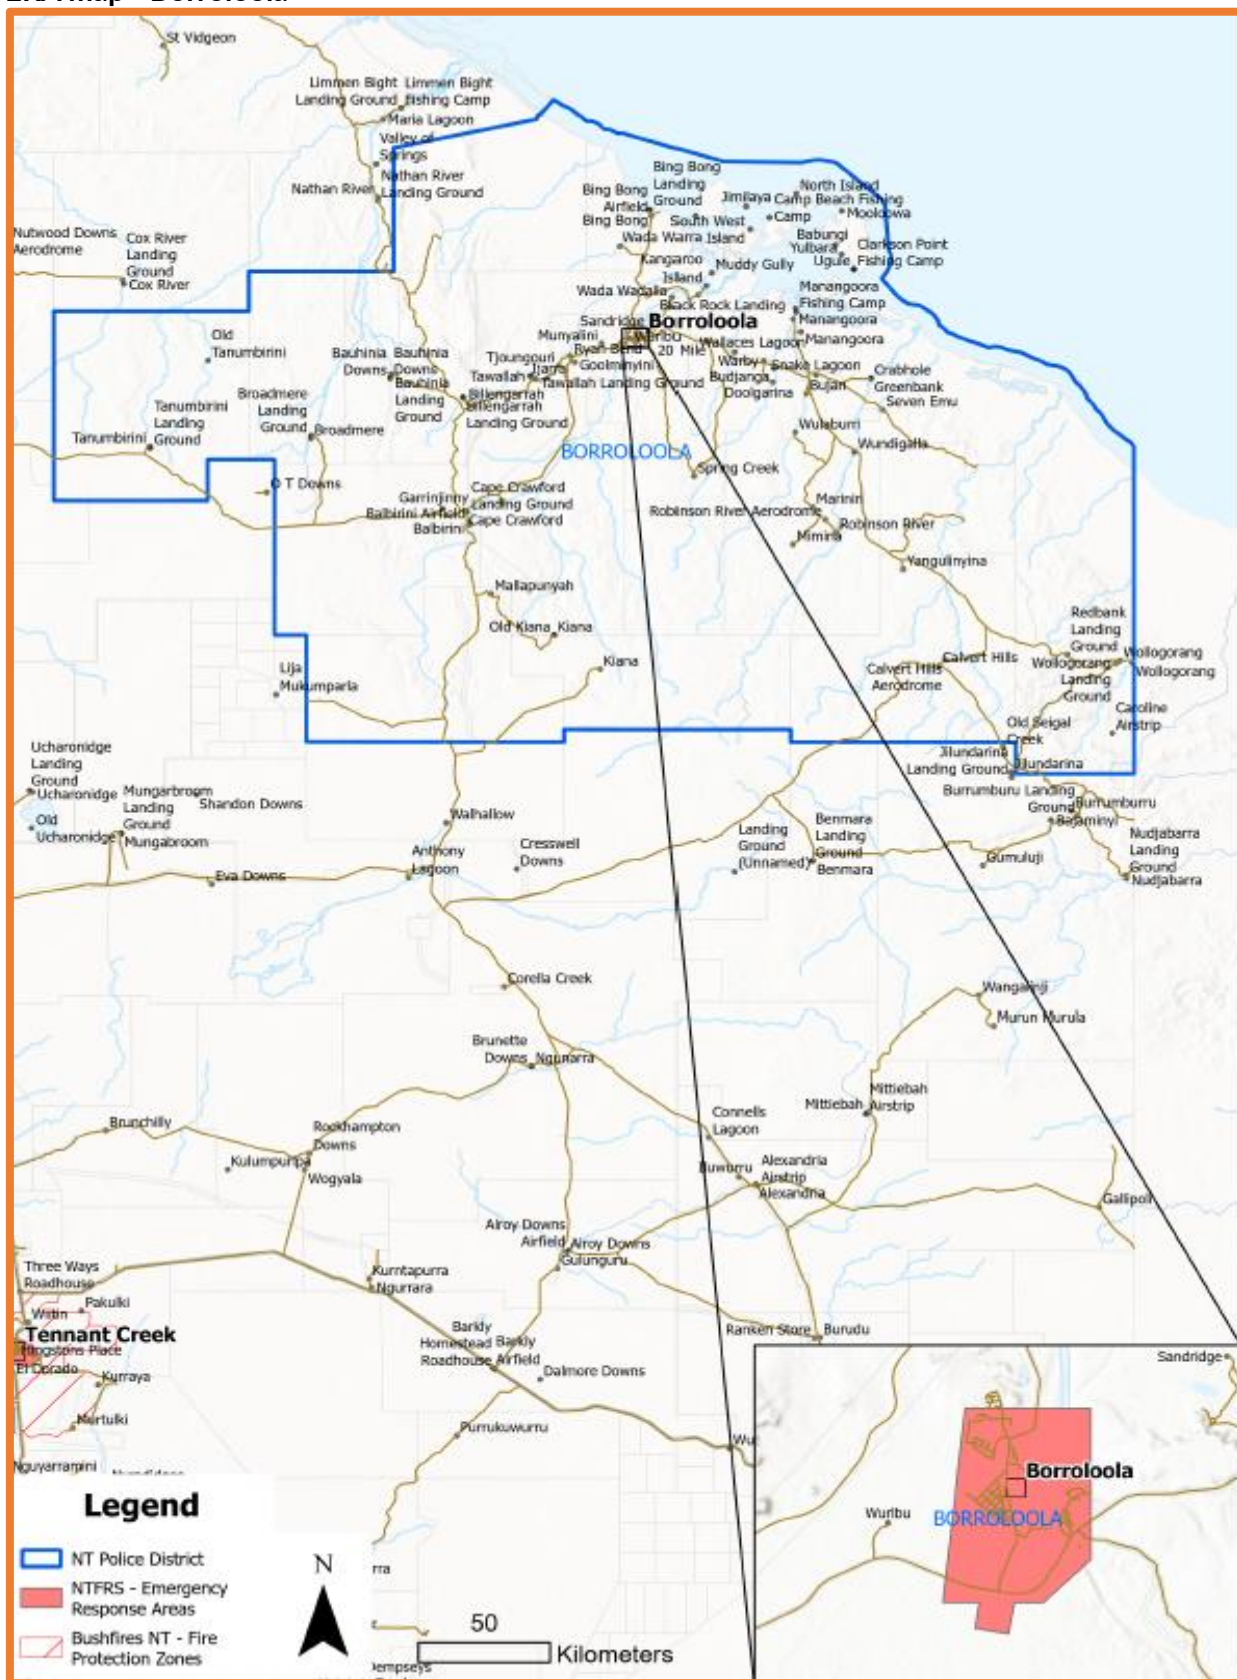 St Vidgeon
Limmen Bight
Landing Ground
Limmen Bight
Fishing Camp
Maria Lagoon
Valley of
Springs
Nathan River
Nathan River
Landing Ground
Nutwood Downs
Aerodrome
Cox River
Landing
Ground
Cox River
Bing Bong
Landing
Ground
Bing Bong
Airfield
Bing Bong
Jimilaya
North Island
Camp Beach Fishing
Camp
Mooloowa
South West
Island
Wada Warra
Babungi
Yulbara
Ugule
Clarkson Point
Fishing Camp
Kangaroo
Island
Muddy Gully
Wada Wadalla
Black Rock Landing
Manangoora
Fishing Camp
Manangoora
Manangoora
Sandridge
Borroloola
Munyalini
Wuribu
Ryan Bend
20 Mile
Wallaces Lagoon
Old
Tanumbirini
Bauhinia
Downs
Bauhinia
Downs
Bauhinia
Landing
Ground
Tjoungouri
Jiana
Goolminyini
Tawallah
Tawallah Landing Ground
Warby
Snake Lagoon
Budjanga
Doolgarina
Bujan
Crabhole
Greenbank
Seven Emu
Billengarrah
Billengarrah
Landing Ground
Broadmere
Landing
Ground
Broadmere
Tanumbirini
Landing
Ground
Tanumbirini
Wulaburri
Wundigalla
BORROLOOLA
Spring Creek
O T Downs
Garrinjinny
Balbirini Airfield
Balbirini
Cape Crawford
Landing Ground
Cape Crawford
Robinson River Aerodrome
Marinin
Robinson River
Mimina
Yangulinyina
Mallapunyah
Old Kiana
Kiana
Kiana
Lija
Mukumparla
Redbank
Landing
Ground
Calvert Hills
Calvert Hills
Aerodrome
Wollogorang
Landing
Ground
Wollogorang
Wollogorang
Caroline
Airstrip
Old Seigal
Creek
Jilundarina
Landing Ground
Jilundarina
Ucharonidge
Landing
Ground
Ucharonidge
Old
Ucharonidge
Mungarbroom
Landing
Ground
Mungabroom
Shandon Downs
Walhallow
Burrumburu Landing
Ground
Burrumburru
Bajaminyi
Landing
Ground
(Unnamed)
Benmara
Landing
Ground
Benmara
Nudjabarra
Landing
Ground
Nudjabarra
Gumuluji
Anthony
Lagoon
Cresswell
Downs
Eva Downs
Corella Creek
Wangalinji
Murun Murula
Brunette
Downs
Ngunarra
Mittiebah
Mittiebah
Airstrip
Connells
Lagoon
Brunchilly
Rockhampton
Downs
Kulumpuripa
Wogyala
Buwurru
Alexandria
Airstrip
Alexandria
Gallipoli
Alroy Downs
Airfield
Alroy Downs
Gulunguru
Three Ways
Roadhouse
Kurntapurra
Ngurrara
Pakulki
Wiitin
Tennant Creek
Hingstons Place
El Dorado
Kurraya
Murtulki
Nguyarramini
Barkly
Homestead
Roadhouse
Barkly
Airfield
Dalmore Downs
Ranken Store
Burudu
Purrukuwurru
Wu
Sandridge
Borroloola
Wuribu
BORROLOOLA
Legend
NT Police District
NTFRS - Emergency
Response Areas
Bushfires NT - Fire
Protection Zones
N
50
Kilometers
rra